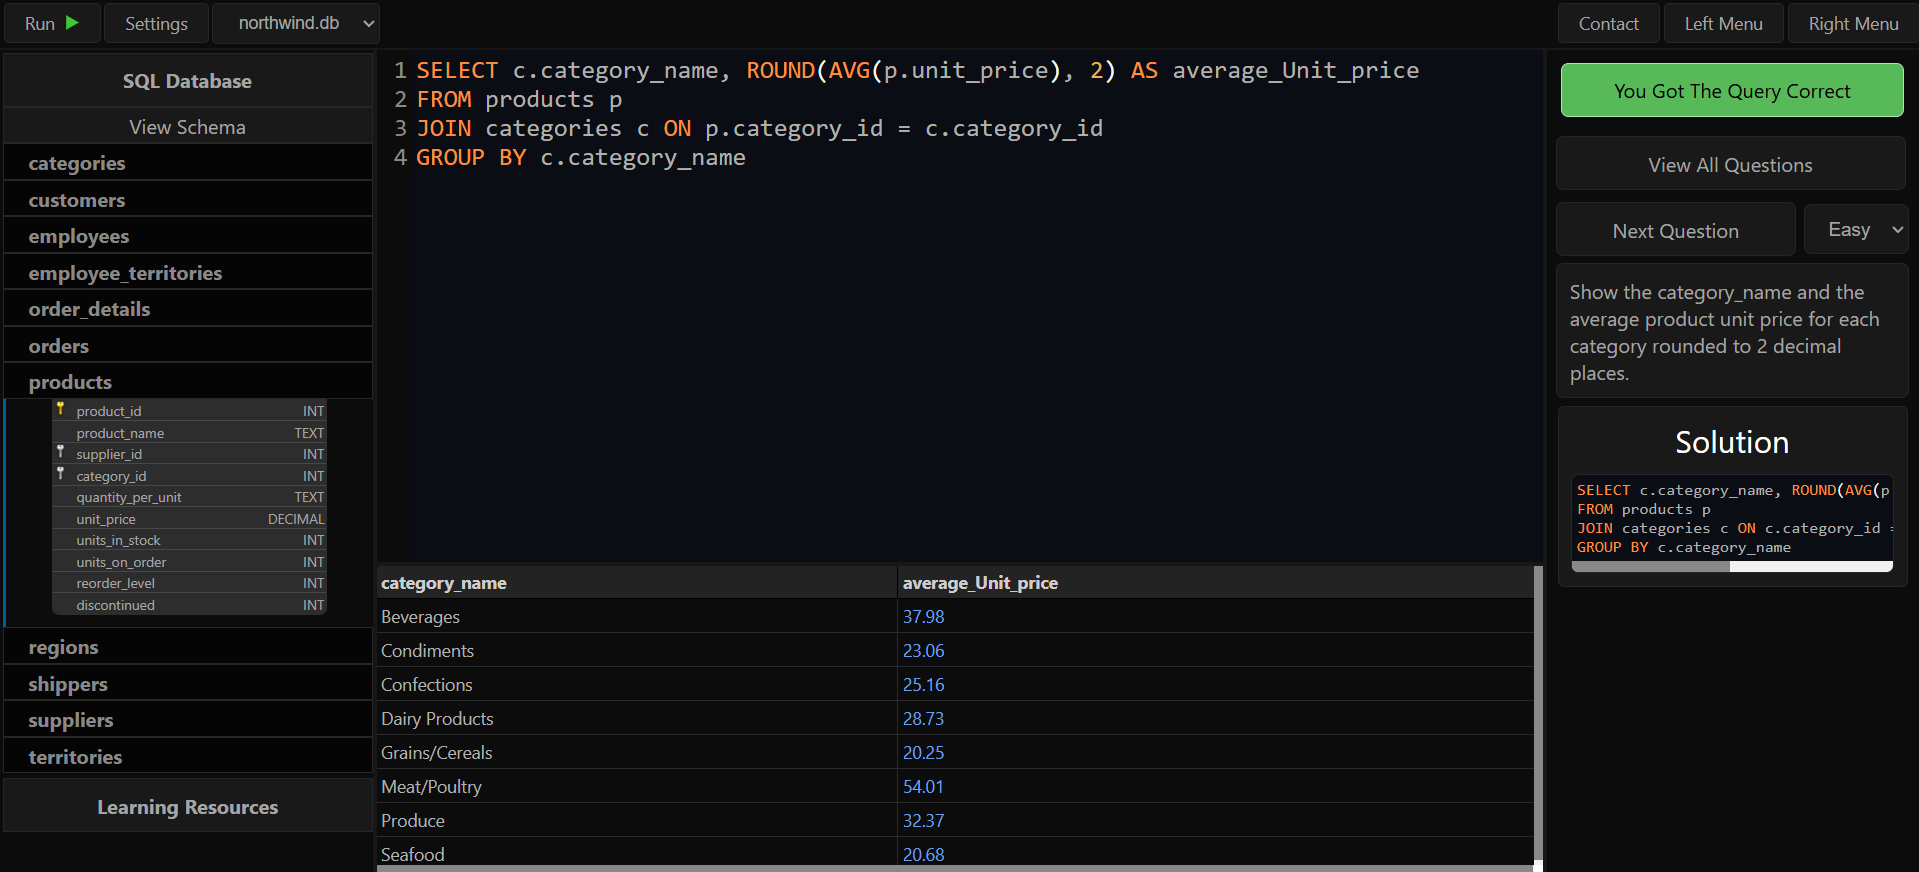 Run
Settings
northwind.db
Contact
Left Menu
Right Menu
SQL Database
View Schema
categories
customers
employees
employee_territories
order_details
orders
products
product_id INT
product_name TEXT
supplier_id INT
category_id INT
quantity_per_unit TEXT
unit_price DECIMAL
units_in_stock INT
units_on_order INT
reorder_level INT
discontinued INT
regions
shippers
suppliers
territories
Learning Resources
1 SELECT c.category_name, ROUND(AVG(p.unit_price), 2) AS average_Unit_price
2 FROM products p
3 JOIN categories c ON p.category_id = c.category_id
4 GROUP BY c.category_name
category_name average_Unit_price
Beverages 37.98
Condiments 23.06
Confections 25.16
Dairy Products 28.73
Grains/Cereals 20.25
Meat/Poultry 54.01
Produce 32.37
Seafood 20.68
You Got The Query Correct
View All Questions
Next Question
Easy
Show the category_name and the
average product unit price for each
category rounded to 2 decimal
places.
Solution
SELECT c.category_name, ROUND(AVG(p
FROM products p
JOIN categories c ON c.category_id =
GROUP BY c.category_name